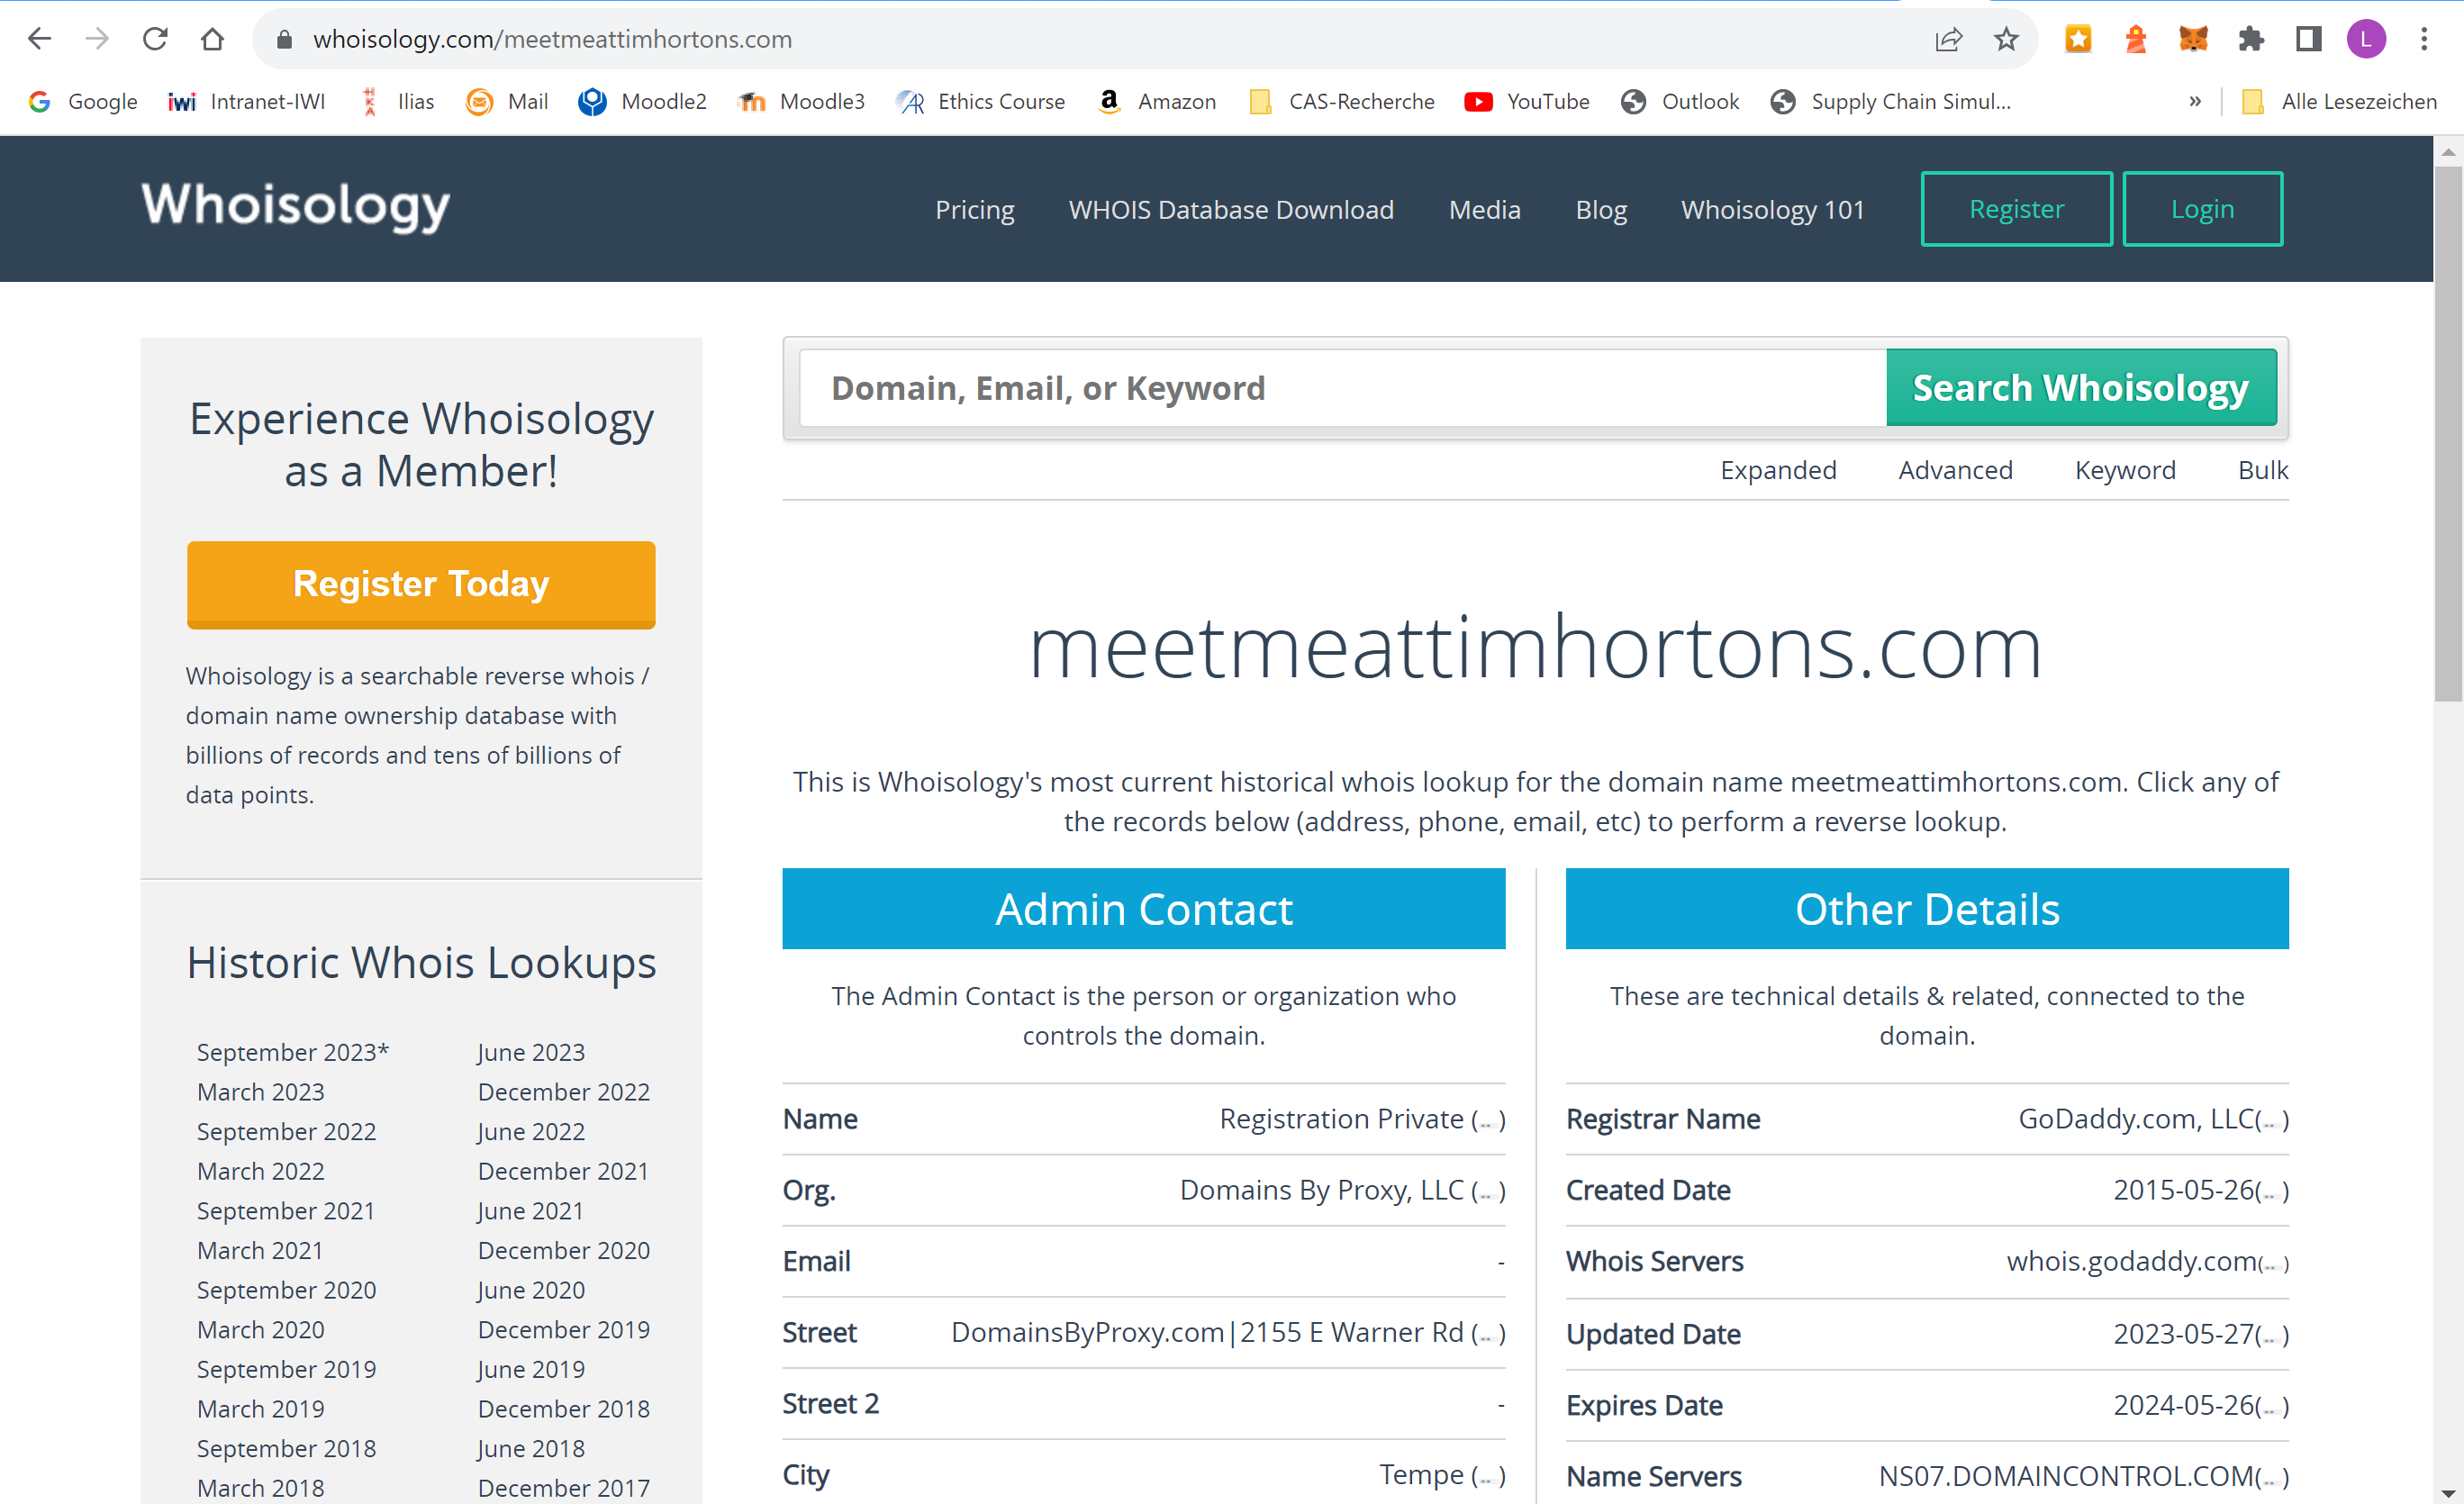 whoisology.com/meetmeattimhortons.com
L
Google
iwi Intranet-IWI
HKA Ilias
Mail
Moodle2
Moodle3
Ethics Course
Amazon
CAS-Recherche
YouTube
Outlook
Supply Chain Simul...
»
Alle Lesezeichen
Whoisology
Pricing
WHOIS Database Download
Media
Blog
Whoisology 101
Register
Login
Experience Whoisology
as a Member!
Register Today
Whoisology is a searchable reverse whois /
domain name ownership database with
billions of records and tens of billions of
data points.
Historic Whois Lookups
September 2023* June 2023
March 2023 December 2022
September 2022 June 2022
March 2022 December 2021
September 2021 June 2021
March 2021 December 2020
September 2020 June 2020
March 2020 December 2019
September 2019 June 2019
March 2019 December 2018
September 2018 June 2018
March 2018 December 2017
Domain, Email, or Keyword
Search Whoisology
Expanded Advanced Keyword Bulk
meetmeattimhortons.com
This is Whoisology's most current historical whois lookup for the domain name meetmeattimhortons.com. Click any of
the records below (address, phone, email, etc) to perform a reverse lookup.
Admin Contact
The Admin Contact is the person or organization who
controls the domain.
Name Registration Private (.. )
Org. Domains By Proxy, LLC (.. )
Email -
Street DomainsByProxy.com|2155 E Warner Rd (.. )
Street 2 -
City Tempe (.. )
Other Details
These are technical details & related, connected to the
domain.
Registrar Name GoDaddy.com, LLC(.. )
Created Date 2015-05-26(.. )
Whois Servers whois.godaddy.com(.. )
Updated Date 2023-05-27(.. )
Expires Date 2024-05-26(.. )
Name Servers NS07.DOMAINCONTROL.COM(.. )